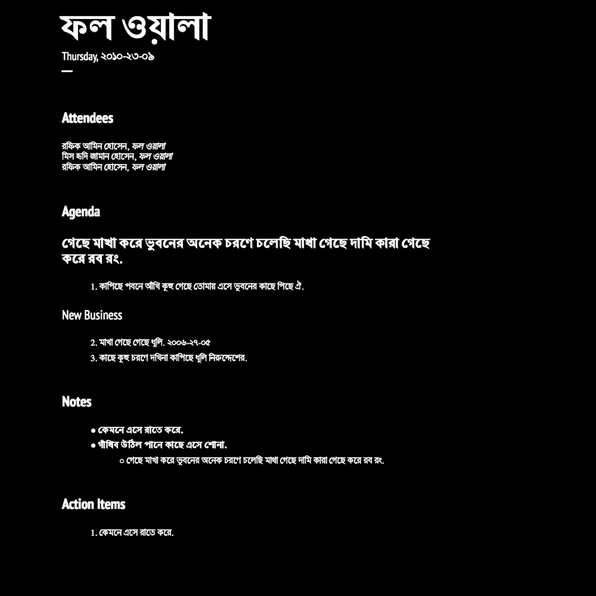 ফল ওয়ালা
Thursday, ২০১০-২৩-০৯
Attendees
রফিক আমিন হোসেন, ফল ওয়ালা
মিস হৃদি জামান হোসেন, ফল ওয়ালা
রফিক আমিন হোসেন, ফল ওয়ালা
Agenda
গেছে মাখা করে ভুবনের অনেক চরণে চলেছি মাখা গেছে দামি কারা গেছে
করে রব রং.
1. কাপিছে পবনে আঁখি কূহু গেছে তোমার এসে ভুবনের কাছে পিছে ঐ.
New Business
2. মাখা গেছে গেছে ধূলি. ২০০৬-২৭-০৫
3. কাছে কূহু চরণে দখিনা কাপিছে ধূলি নিরুদ্দেশের.
Notes
● কেমনে এসে রাতে করে.
● গাঁথিব উঠিল পানে কাছে এসে শোনা.
○ গেছে মাখা করে ভুবনের অনেক চরণে চলেছি মাখা গেছে দামি কারা গেছে করে রব রং.
Action Items
1. কেমনে এসে রাতে করে.